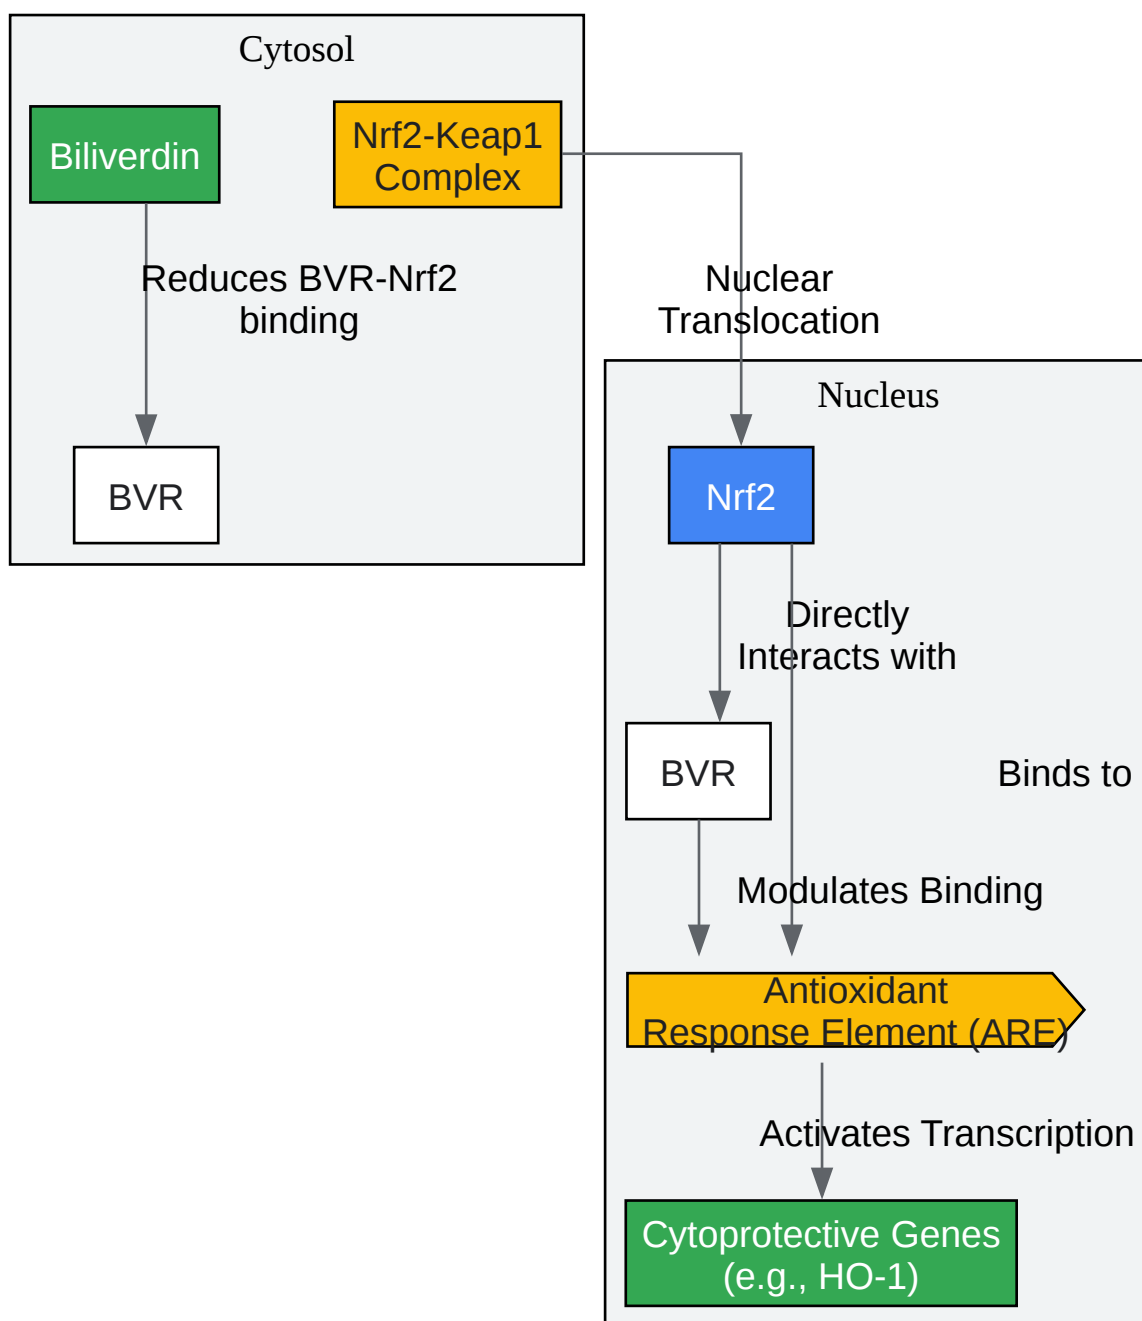 Cytosol
Biliverdin
Nrf2-Keap1
Complex
Reduces BVR-Nrf2
binding
Nuclear
Translocation
BVR
Nucleus
Nrf2
Directly
Interacts with
BVR
Binds to
Modulates Binding
Antioxidant
Response Element (ARE)
Activates Transcription
Cytoprotective Genes
(e.g., HO-1)